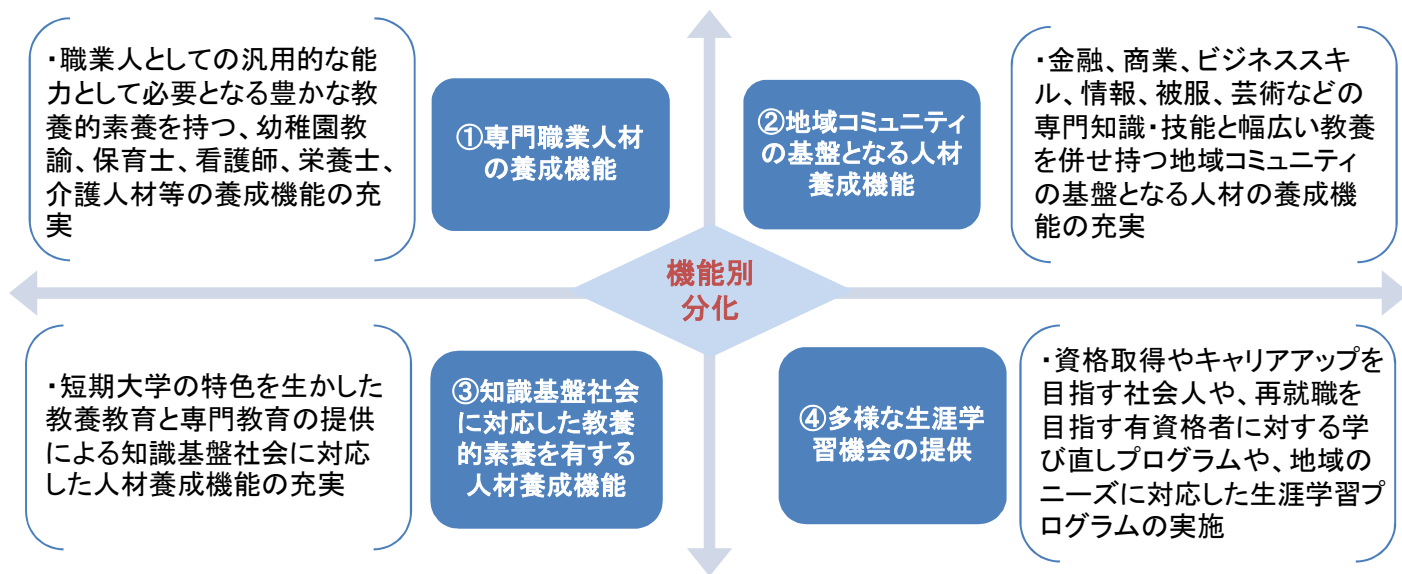 ・職業人としての汎用的な能
力として必要となる豊かな教
養的素養を持つ、幼稚園教
諭、保育士、看護師、栄養士、
介護人材等の養成機能の充
実
①専門職業人材
の養成機能
②地域コミュニティ
の基盤となる人材
養成機能
・金融、商業、ビジネススキ
ル、情報、被服、芸術などの
専門知識・技能と幅広い教養
を併せ持つ地域コミュニティ
の基盤となる人材の養成機
能の充実
機能別
分化
・短期大学の特色を生かした
教養教育と専門教育の提供
による知識基盤社会に対応
した人材養成機能の充実
③知識基盤社会
に対応した教養
的素養を有する
人材養成機能
④多様な生涯学
習機会の提供
・資格取得やキャリアアップを
目指す社会人や、再就職を
目指す有資格者に対する学
び直しプログラムや、地域の
ニーズに対応した生涯学習プ
ログラムの実施